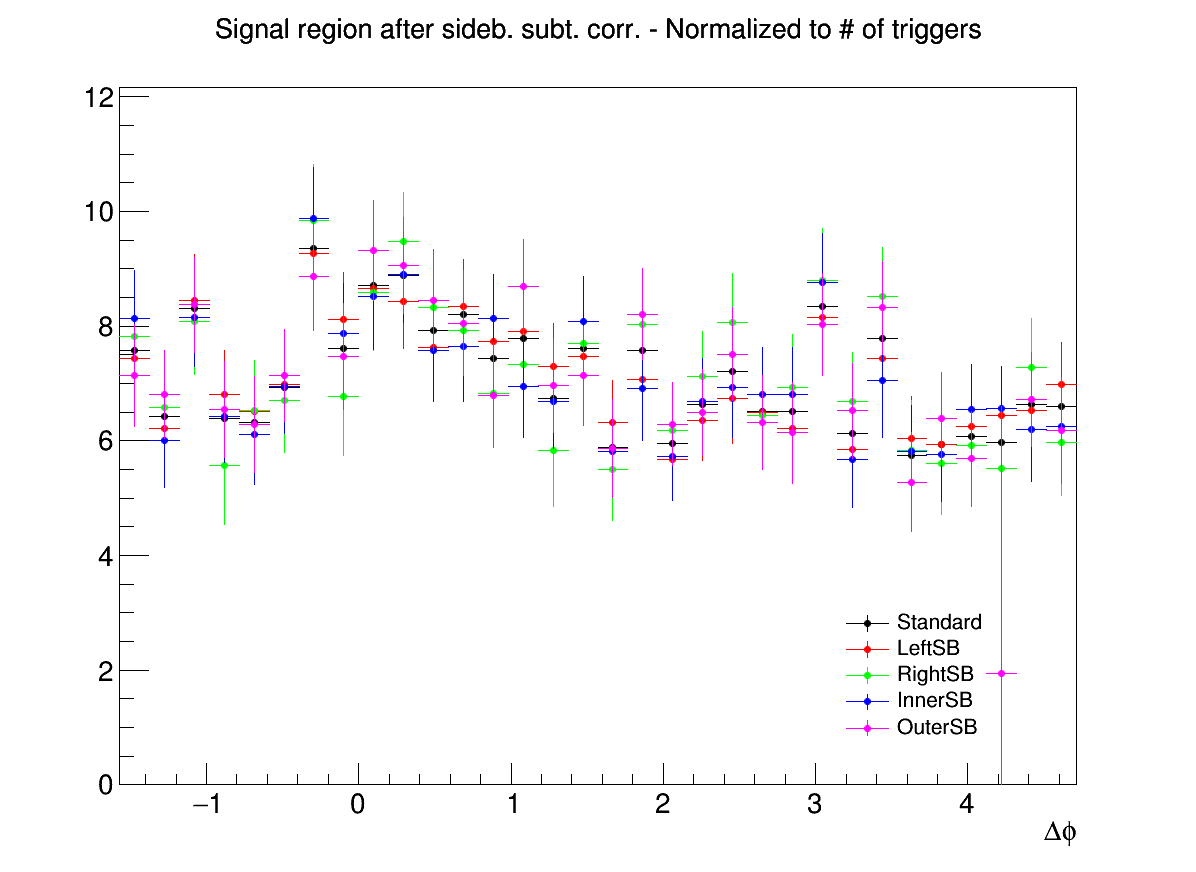 Signal region after sideb. subt. corr. - Normalized to # of triggers
12
10
8
6
4
2
0
−1 0 1 2 3 4
Δϕ
Standard
LeftSB
RightSB
InnerSB
OuterSB